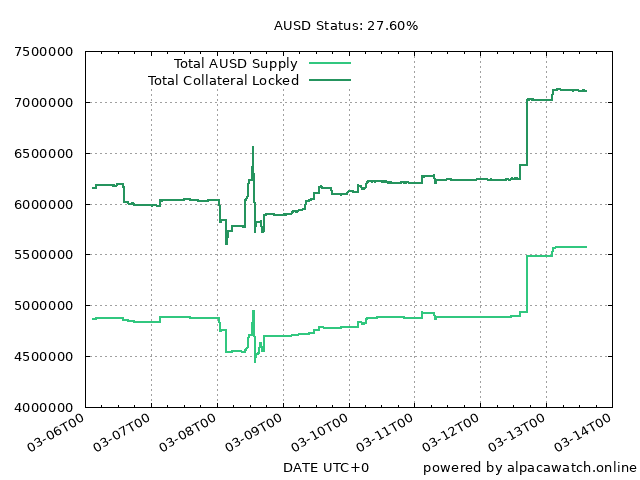 AUSD Status: 27.60%
7500000
7000000
6500000
6000000
5500000
5000000
4500000
4000000
Total AUSD Supply
Total Collateral Locked
03-06T00
03-07T00
03-08T00
03-09T00
03-10T00
03-11T00
03-12T00
03-13T00
03-14T00
DATE UTC+0
powered by alpacawatch.online